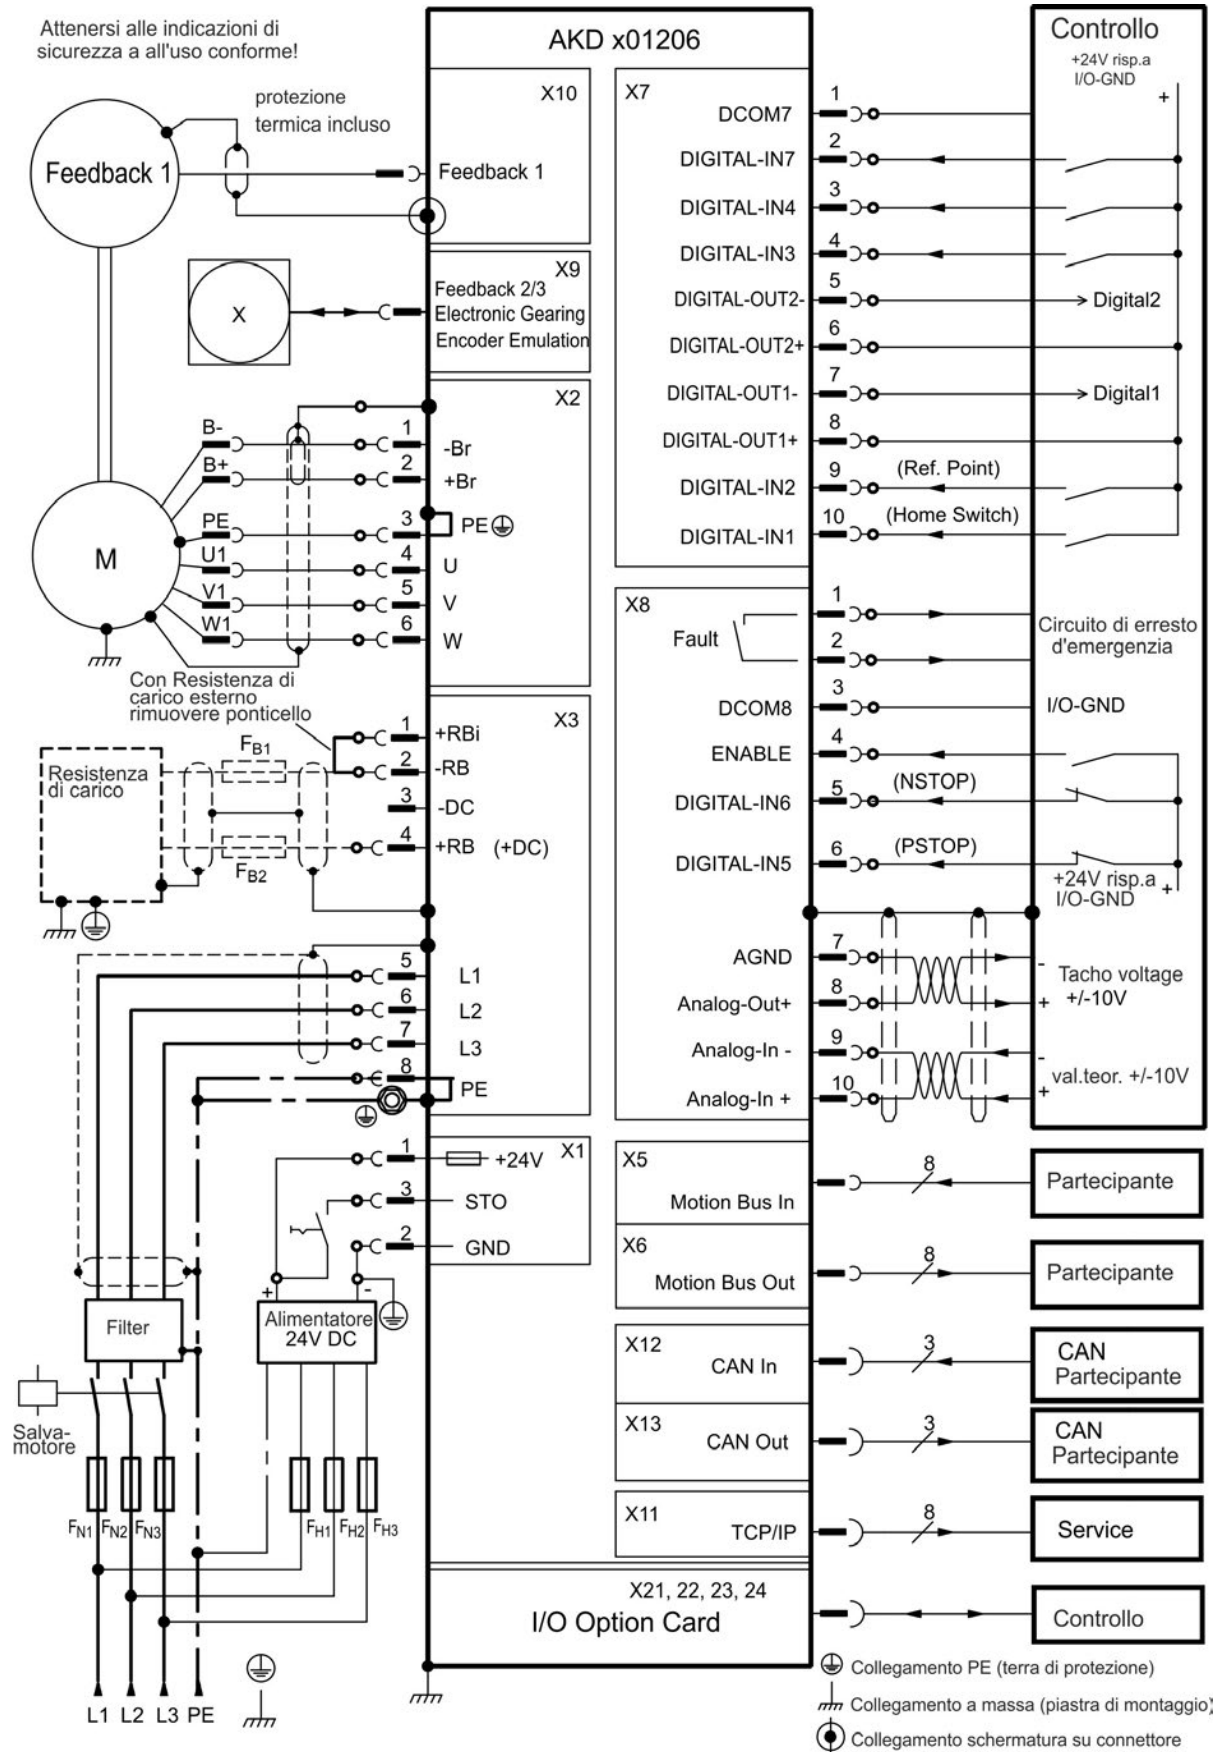 Attenersi alle indicazioni di
sicurezza a all'uso conforme!
AKD x01206
Controllo
+24V risp.a
I/O-GND
+
protezione
termica incluso
Feedback 1
X10
Feedback 1
X
X9
Feedback 2/3
Electronic Gearing
Encoder Emulation
X2
B-
1
-Br
B+
2
+Br
PE
3
PE
U1
4
U
V1
5
V
W1
6
W
M
Con Resistenza di
carico esterno
rimuovere ponticello
X3
Resistenza
di carico
FB1
FB2
1
+RBi
2
-RB
3
-DC
4
+RB (+DC)
5
L1
6
L2
7
L3
8
PE
X1
1
+24V
3
STO
2
GND
+
-
Alimentatore
24V DC
Filter
Salva-
motore
FN1
FN2
FN3
FH1
FH2
FH3
L1 L2 L3 PE
X7
DCOM7
1
DIGITAL-IN7
2
DIGITAL-IN4
3
DIGITAL-IN3
4
DIGITAL-OUT2-
5
Digital2
DIGITAL-OUT2+
6
DIGITAL-OUT1-
7
Digital1
DIGITAL-OUT1+
8
DIGITAL-IN2
9
(Ref. Point)
DIGITAL-IN1
10
(Home Switch)
X8
Fault
1
2
Circuito di erresto
d'emergenzia
DCOM8
3
I/O-GND
ENABLE
4
DIGITAL-IN6
5
(NSTOP)
DIGITAL-IN5
6
(PSTOP)
+24V risp.a
I/O-GND
+
AGND
7
-
Analog-Out+
8
+
Tacho voltage
+/-10V
Analog-In -
9
-
Analog-In +
10
+
val.teor. +/-10V
X5
Motion Bus In
8
Partecipante
X6
Motion Bus Out
8
Partecipante
X12
CAN In
3
CAN
Partecipante
X13
CAN Out
3
CAN
Partecipante
X11
TCP/IP
8
Service
X21, 22, 23, 24
I/O Option Card
Controllo
Collegamento PE (terra di protezione)
Collegamento a massa (piastra di montaggio)
Collegamento schermatura su connettore